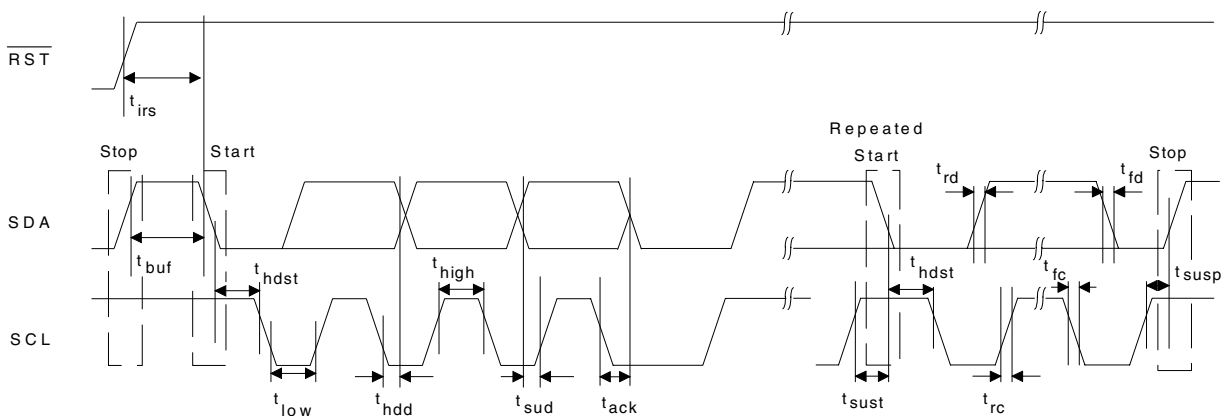 RST
t irs
Repeated
Stop
Start
Start
Stop
t rd
t fd
SDA
t buf
t hdst
t high
t hdst
t fc
t susp
SCL
t low
t hdd
t sud
t ack
t sust
t rc